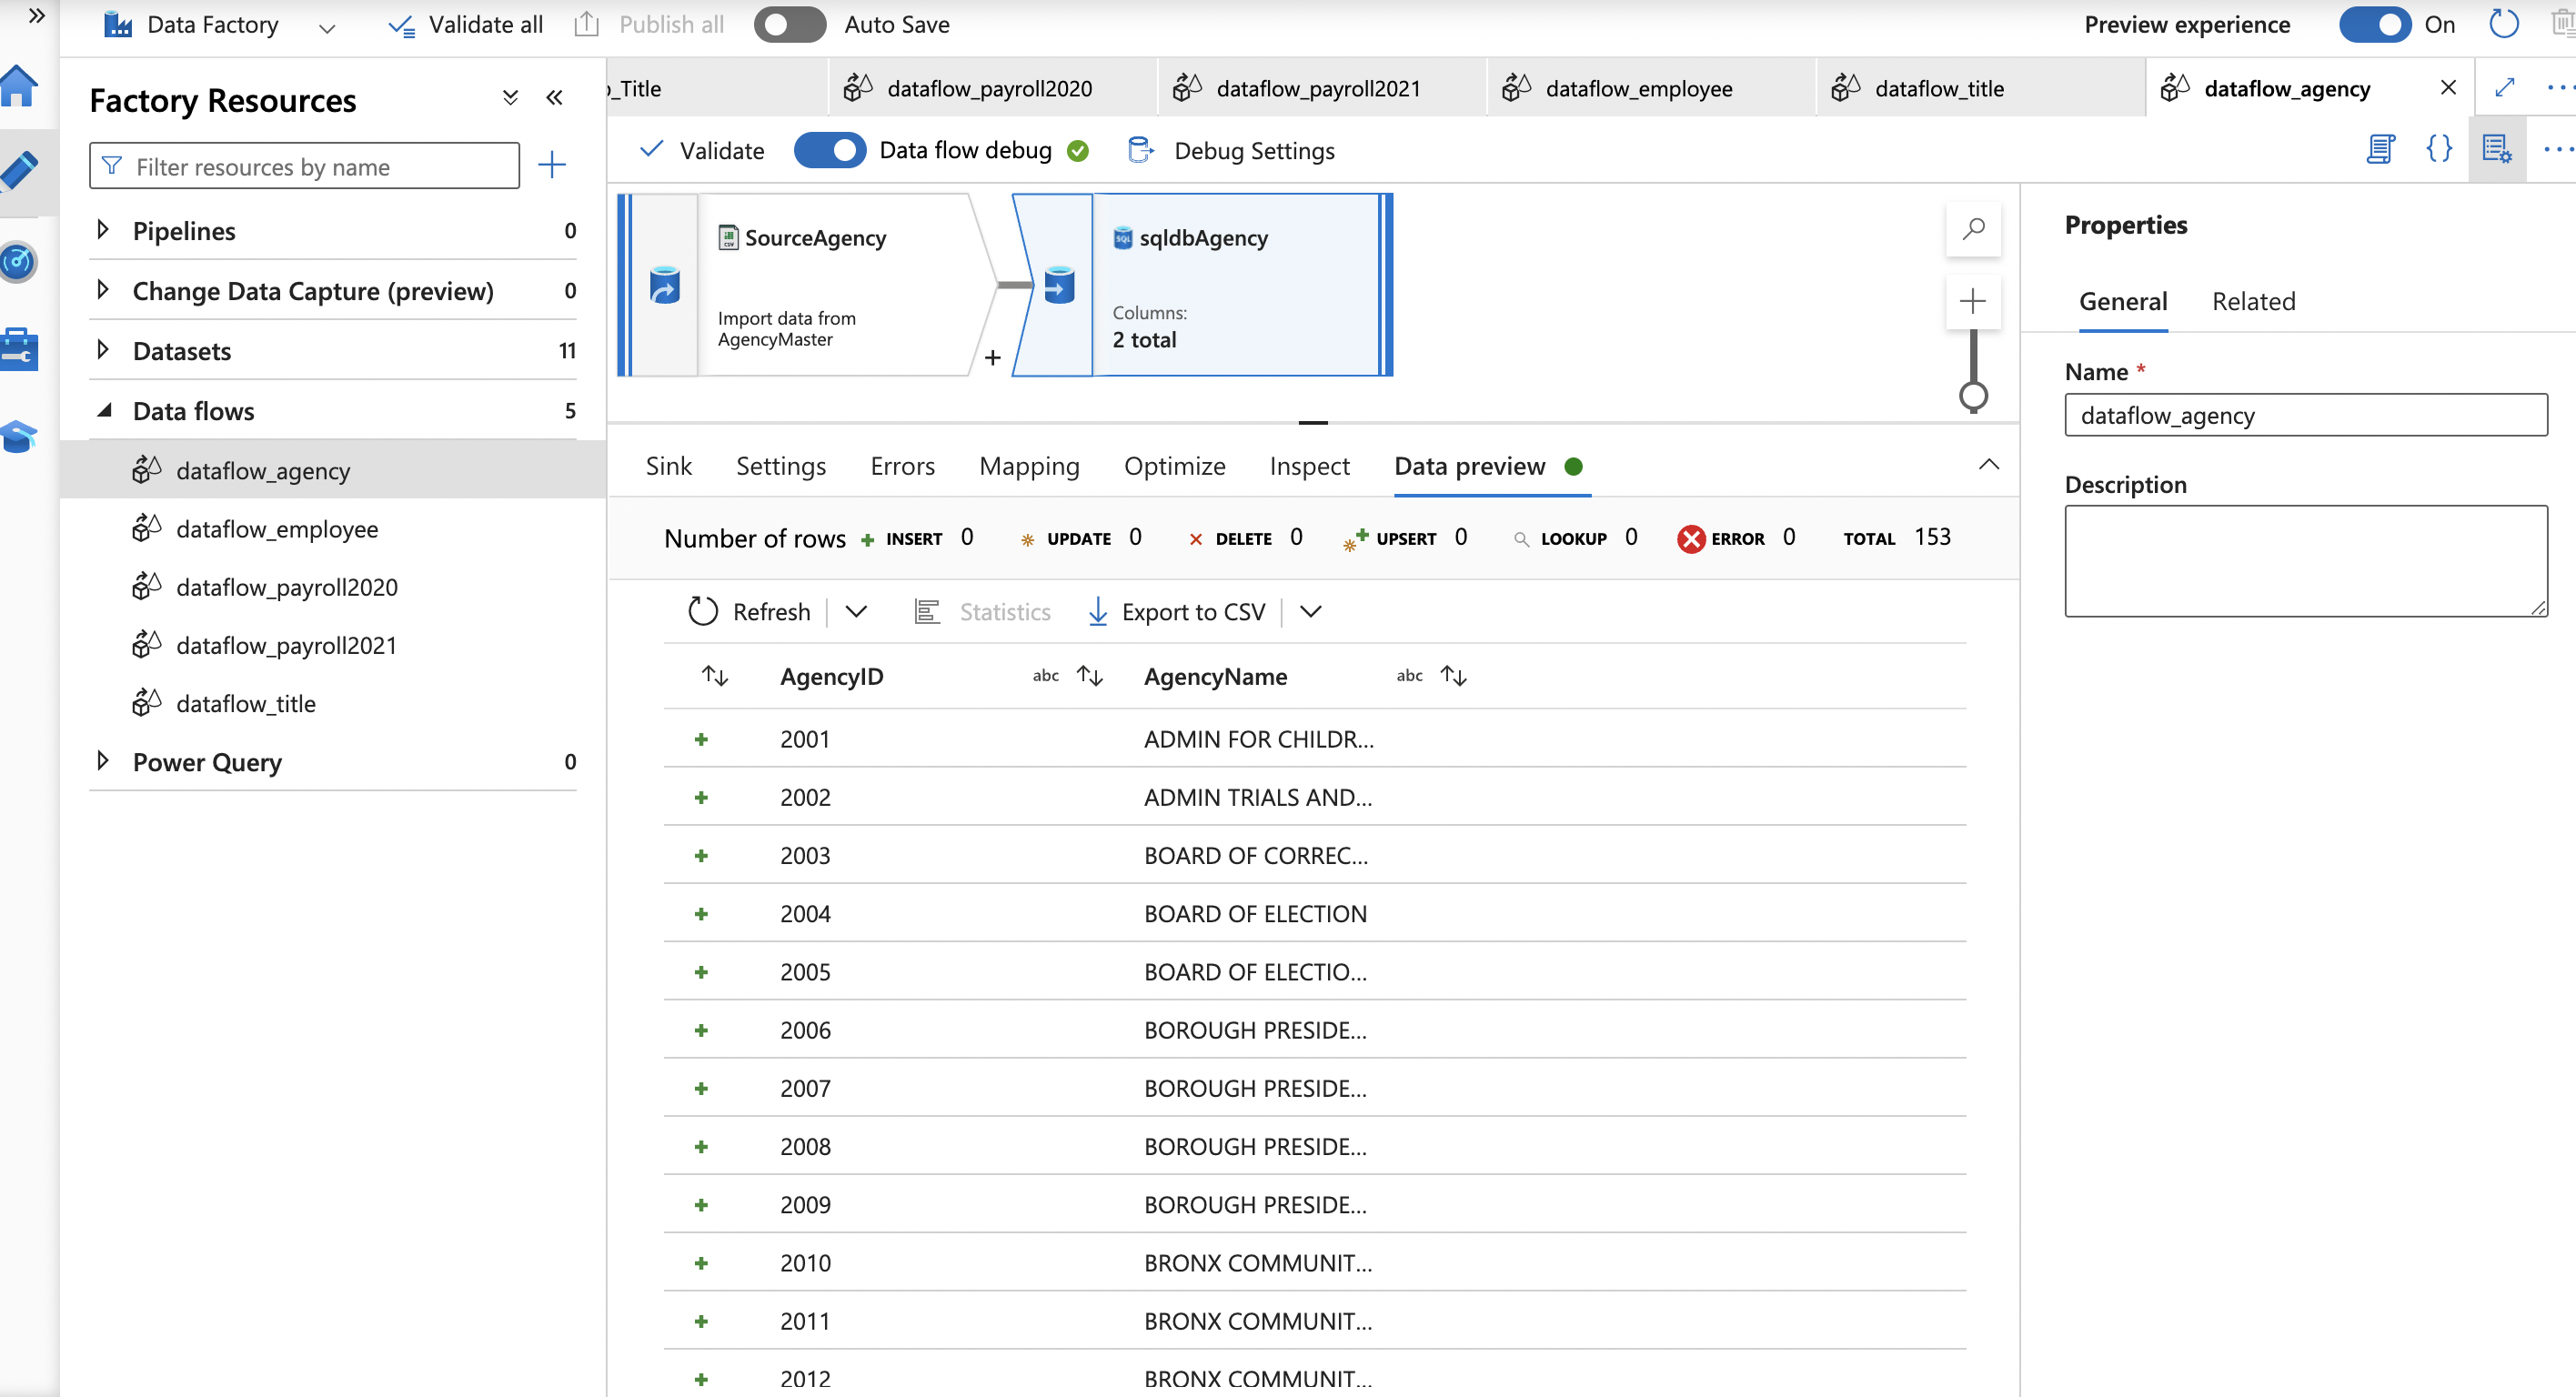 Data Factory Validate all Publish all Auto Save Preview experience On
Factory Resources
Filter resources by name
Pipelines 0
Change Data Capture (preview) 0
Datasets 11
Data flows 5
dataflow_agency
dataflow_employee
dataflow_payroll2020
dataflow_payroll2021
dataflow_title
Power Query 0
_Title dataflow_payroll2020 dataflow_payroll2021 dataflow_employee dataflow_title dataflow_agency
Validate Data flow debug Debug Settings
SourceAgency
Import data from
AgencyMaster
+
sqldbAgency
Columns:
2 total
Sink Settings Errors Mapping Optimize Inspect Data preview
Number of rows INSERT 0 UPDATE 0 DELETE 0 UPSERT 0 LOOKUP 0 ERROR 0 TOTAL 153
Refresh Statistics Export to CSV
AgencyID abc AgencyName abc
2001 ADMIN FOR CHILDR...
2002 ADMIN TRIALS AND...
2003 BOARD OF CORREC...
2004 BOARD OF ELECTION
2005 BOARD OF ELECTIO...
2006 BOROUGH PRESIDE...
2007 BOROUGH PRESIDE...
2008 BOROUGH PRESIDE...
2009 BOROUGH PRESIDE...
2010 BRONX COMMUNIT...
2011 BRONX COMMUNIT...
2012 BRONX COMMUNIT...
Properties
General Related
Name *
dataflow_agency
Description